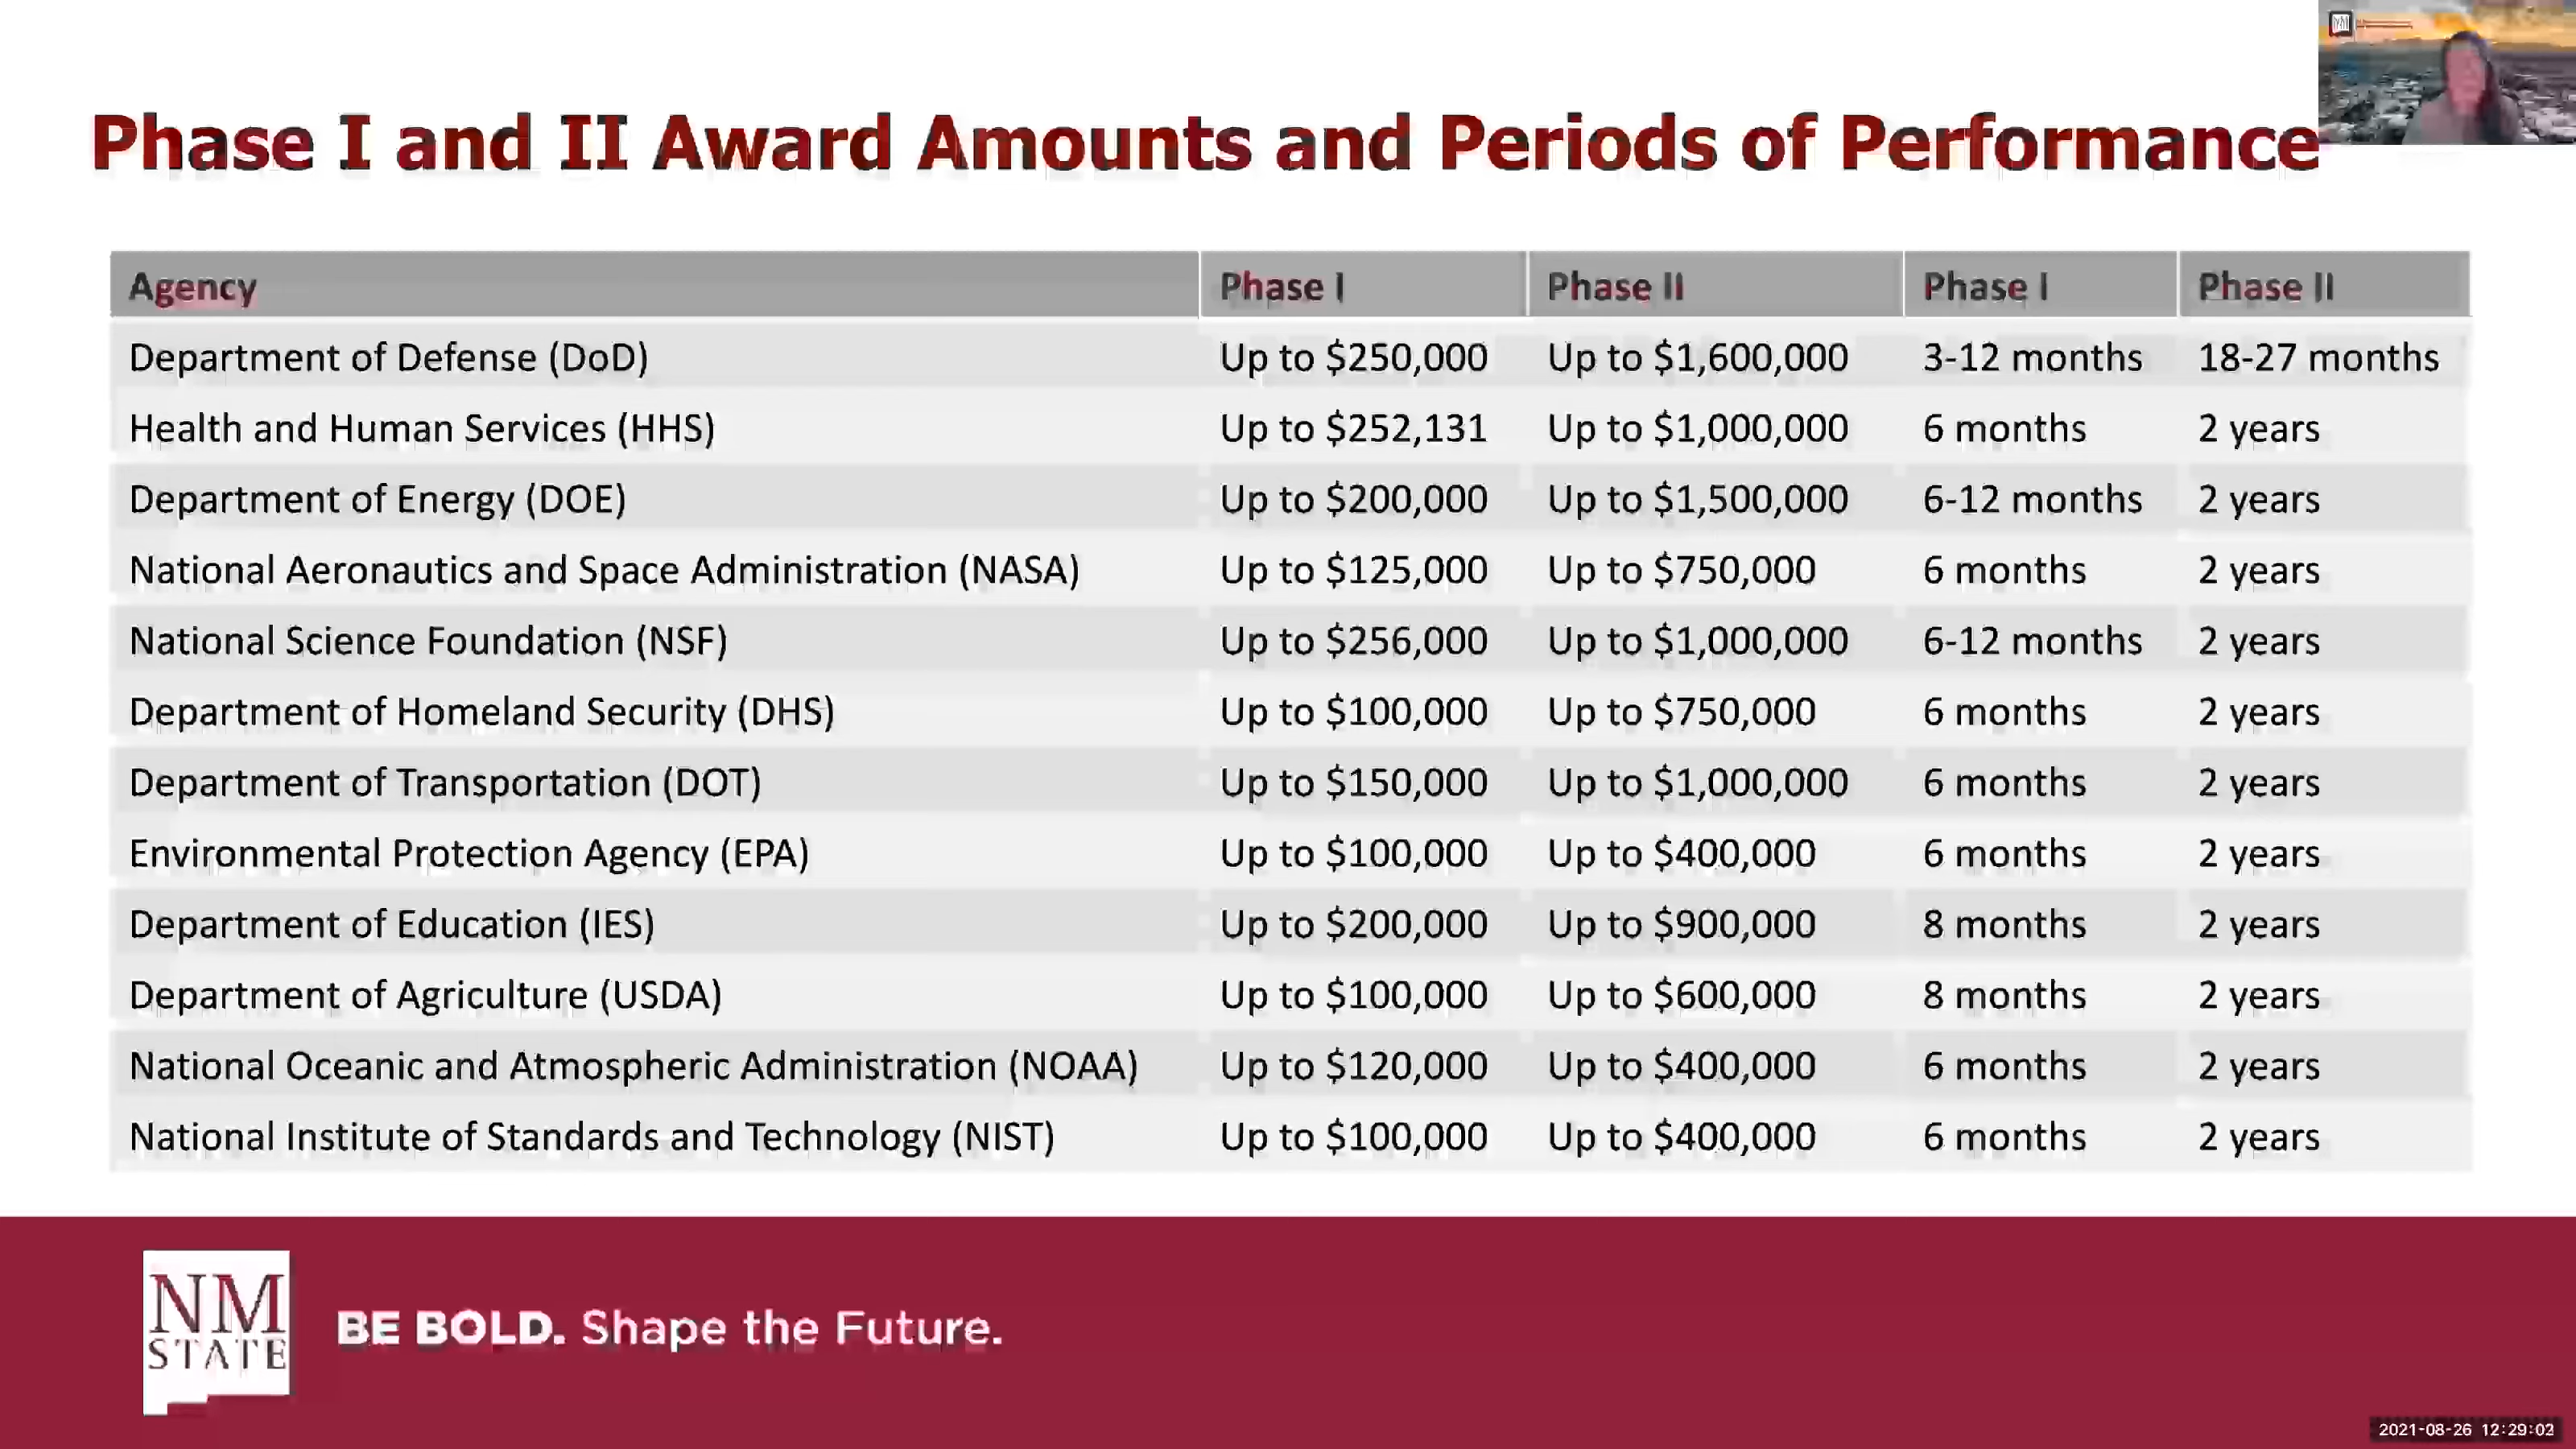 Phase I and II Award Amounts and Periods of Performance
Agency Phase I Phase II Phase I Phase II
Department of Defense (DoD) Up to $250,000 Up to $1,600,000 3-12 months 18-27 months
Health and Human Services (HHS) Up to $252,131 Up to $1,000,000 6 months 2 years
Department of Energy (DOE) Up to $200,000 Up to $1,500,000 6-12 months 2 years
National Aeronautics and Space Administration (NASA) Up to $125,000 Up to $750,000 6 months 2 years
National Science Foundation (NSF) Up to $256,000 Up to $1,000,000 6-12 months 2 years
Department of Homeland Security (DHS) Up to $100,000 Up to $750,000 6 months 2 years
Department of Transportation (DOT) Up to $150,000 Up to $1,000,000 6 months 2 years
Environmental Protection Agency (EPA) Up to $100,000 Up to $400,000 6 months 2 years
Department of Education (IES) Up to $200,000 Up to $900,000 8 months 2 years
Department of Agriculture (USDA) Up to $100,000 Up to $600,000 8 months 2 years
National Oceanic and Atmospheric Administration (NOAA) Up to $120,000 Up to $400,000 6 months 2 years
National Institute of Standards and Technology (NIST) Up to $100,000 Up to $400,000 6 months 2 years
NM
STATE
BE BOLD. Shape the Future.
2021-08-26 12:29:02